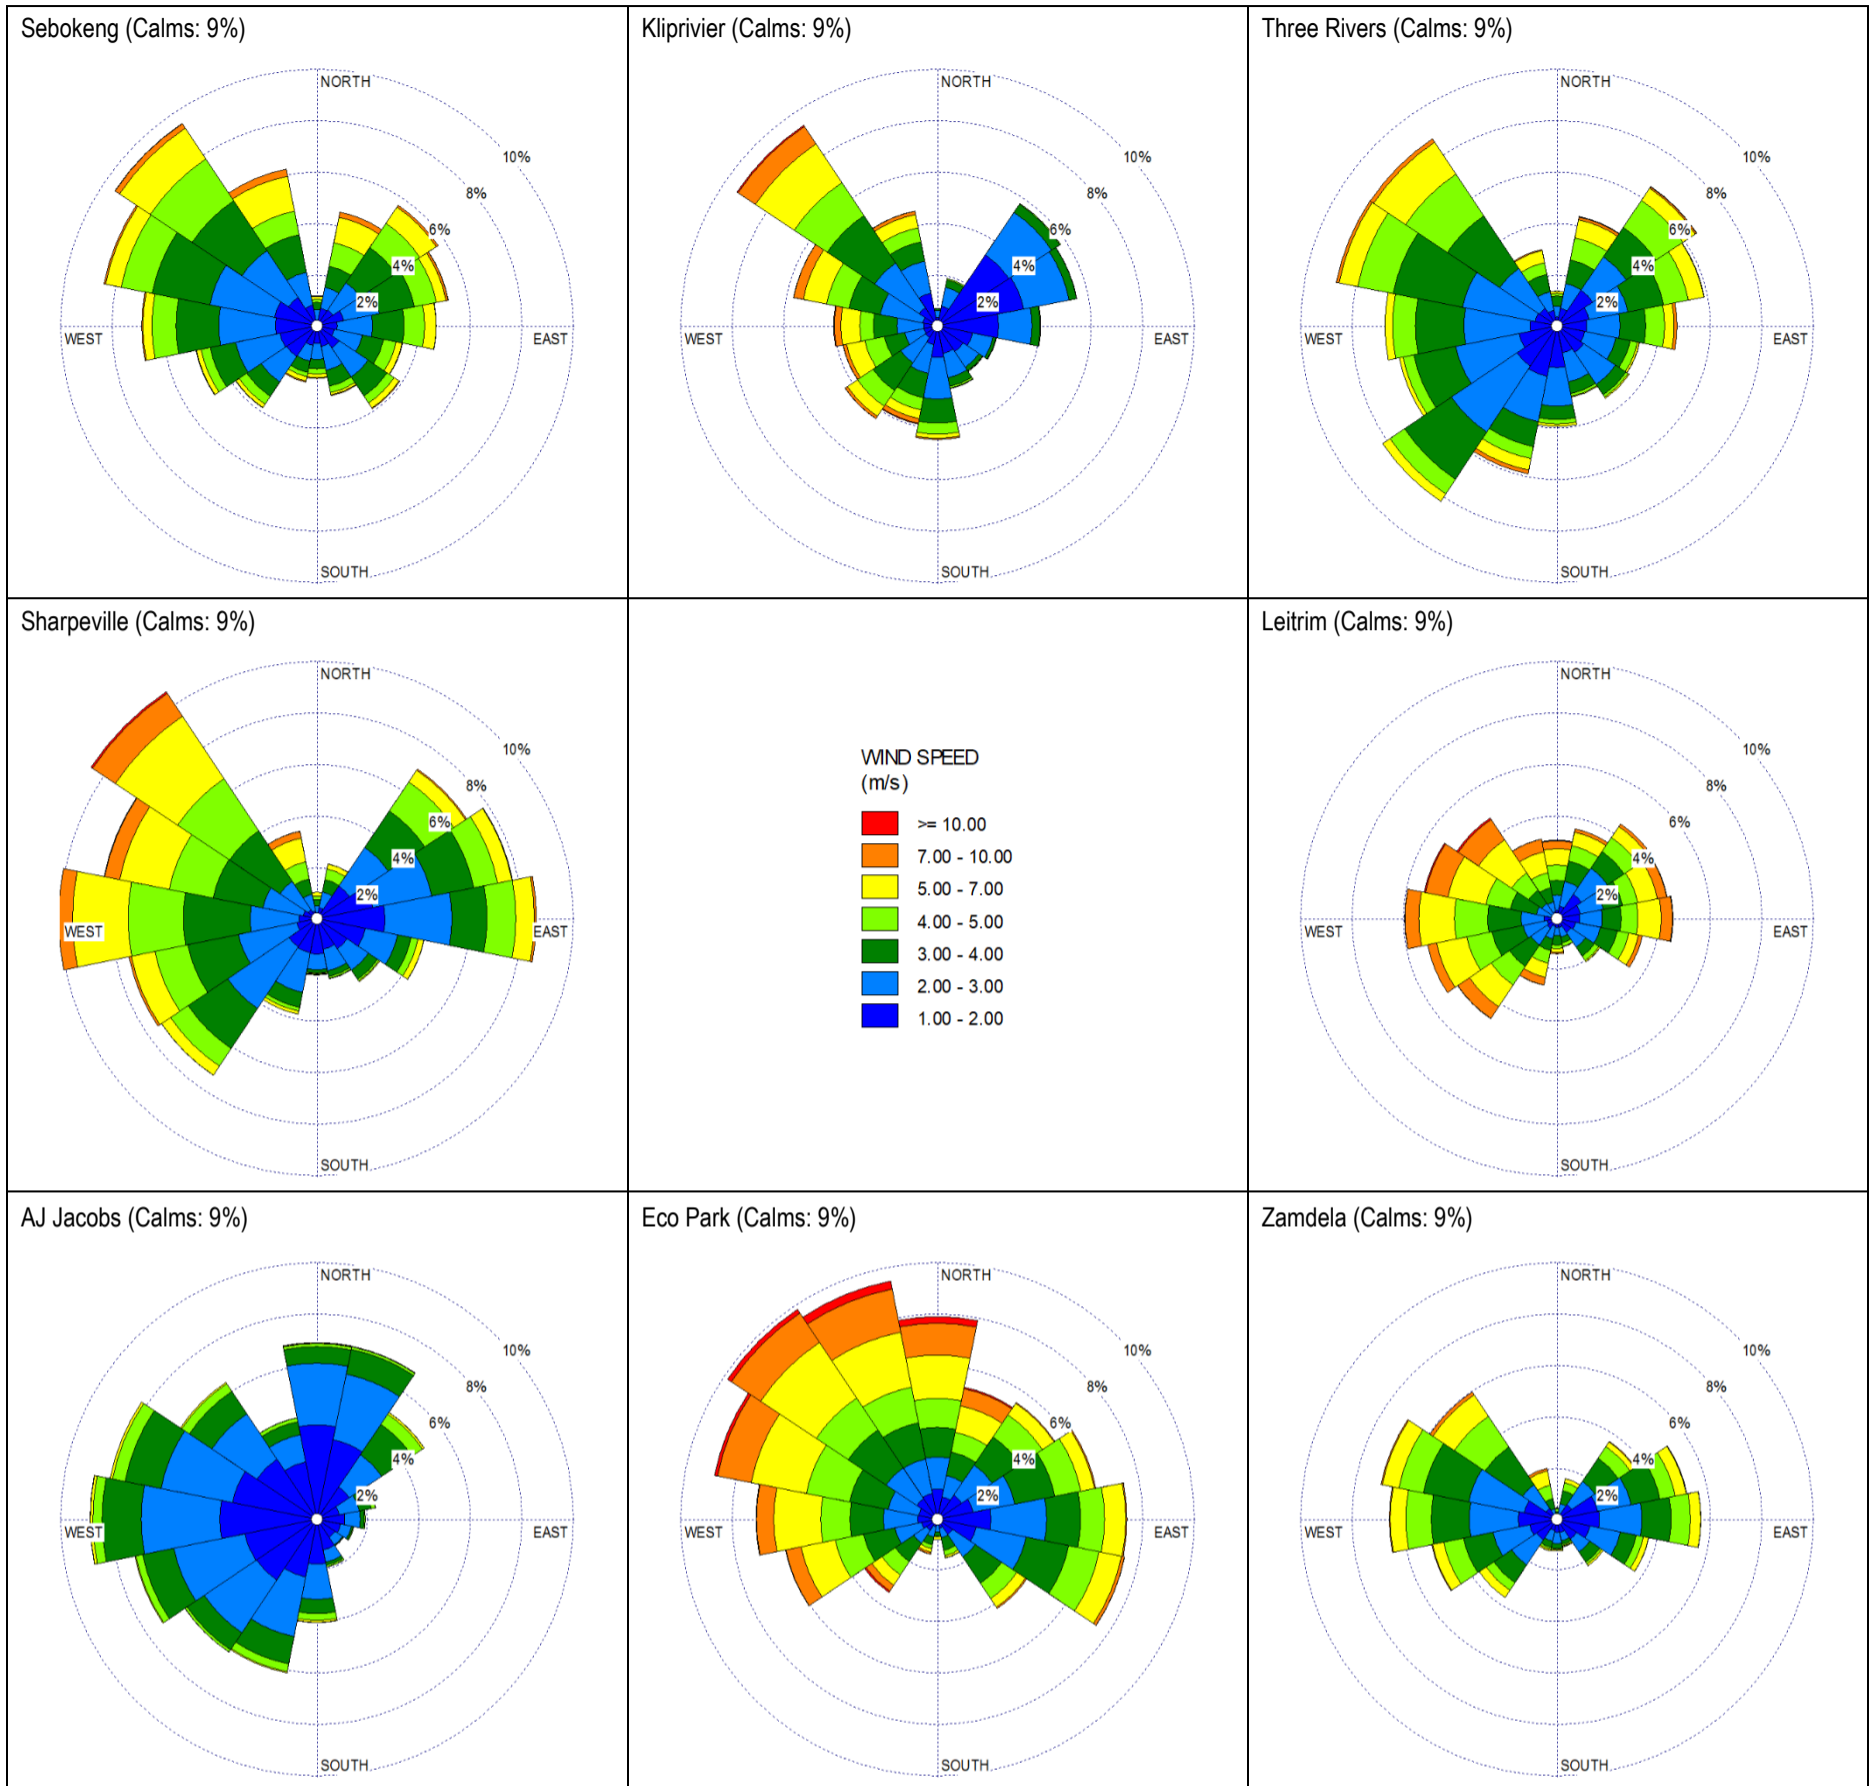 Sebokeng (Calms: 9%)
NORTH
10%
8%
6%
4%
2%
WEST
EAST
SOUTH
Kliprivier (Calms: 9%)
NORTH
10%
8%
6%
4%
2%
WEST
EAST
SOUTH
Three Rivers (Calms: 9%)
NORTH
10%
8%
6%
4%
2%
WEST
EAST
SOUTH
Sharpeville (Calms: 9%)
NORTH
10%
8%
6%
4%
2%
WEST
EAST
SOUTH
WIND SPEED
(m/s)
>= 10.00
7.00 - 10.00
5.00 - 7.00
4.00 - 5.00
3.00 - 4.00
2.00 - 3.00
1.00 - 2.00
Leitrim (Calms: 9%)
NORTH
10%
8%
6%
4%
2%
WEST
EAST
SOUTH
AJ Jacobs (Calms: 9%)
NORTH
10%
8%
6%
4%
2%
WEST
EAST
SOUTH
Eco Park (Calms: 9%)
NORTH
10%
8%
6%
4%
2%
WEST
EAST
SOUTH
Zamdela (Calms: 9%)
NORTH
10%
8%
6%
4%
2%
WEST
EAST
SOUTH